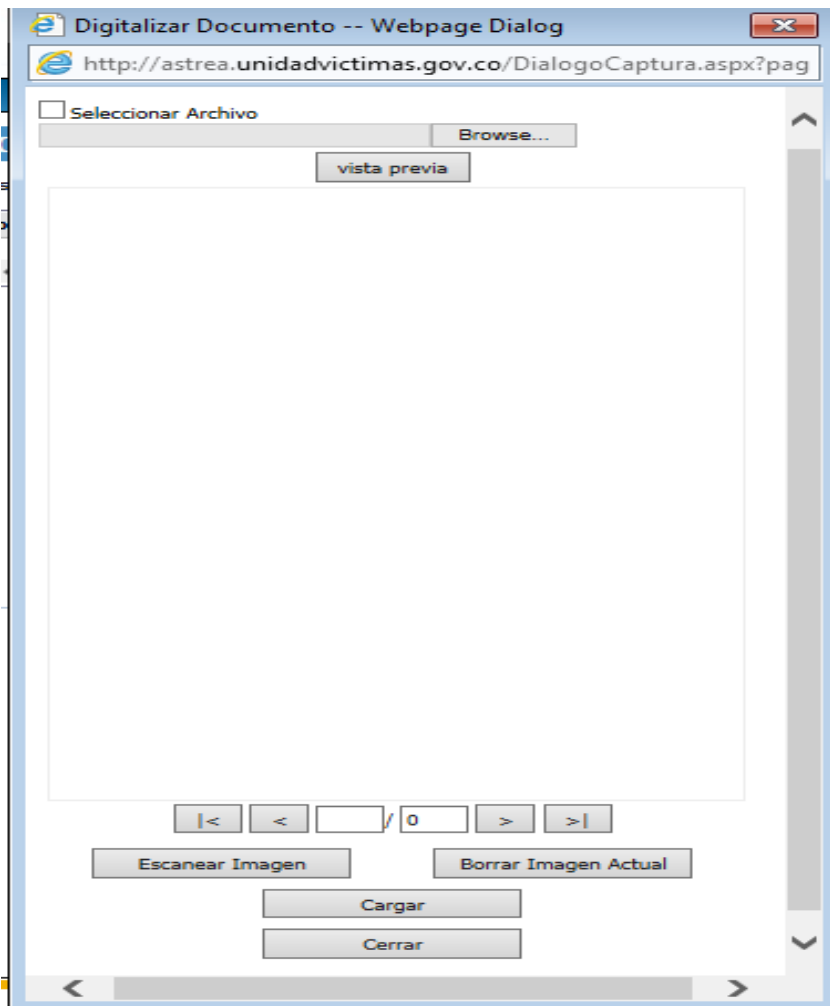 Digitalizar Documento -- Webpage Dialog
http://astrea.unidadvictimas.gov.co/DialogoCaptura.aspx?pag
Seleccionar Archivo
Browse...
vista previa
|< < / 0 > >|
Escanear Imagen Borrar Imagen Actual
Cargar
Cerrar